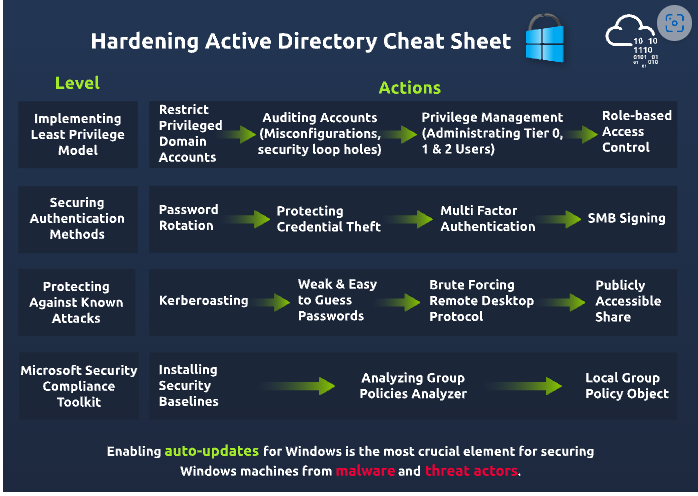 Hardening Active Directory Cheat Sheet
10 10
1110
0101 01
01 010
01
Level
Actions
Implementing
Least Privilege
Model
Restrict
Privileged
Domain
Accounts
Auditing Accounts
(Misconfigurations,
security loop holes)
Privilege Management
(Administrating Tier 0,
1 & 2 Users)
Role-based
Access
Control
Securing
Authentication
Methods
Password
Rotation
Protecting
Credential Theft
Multi Factor
Authentication
SMB Signing
Protecting
Against Known
Attacks
Kerberoasting
Weak & Easy
to Guess
Passwords
Brute Forcing
Remote Desktop
Protocol
Publicly
Accessible
Share
Microsoft Security
Compliance
Toolkit
Installing
Security
Baselines
Analyzing Group
Policies Analyzer
Local Group
Policy Object
Enabling auto-updates for Windows is the most crucial element for securing
Windows machines from malware and threat actors.